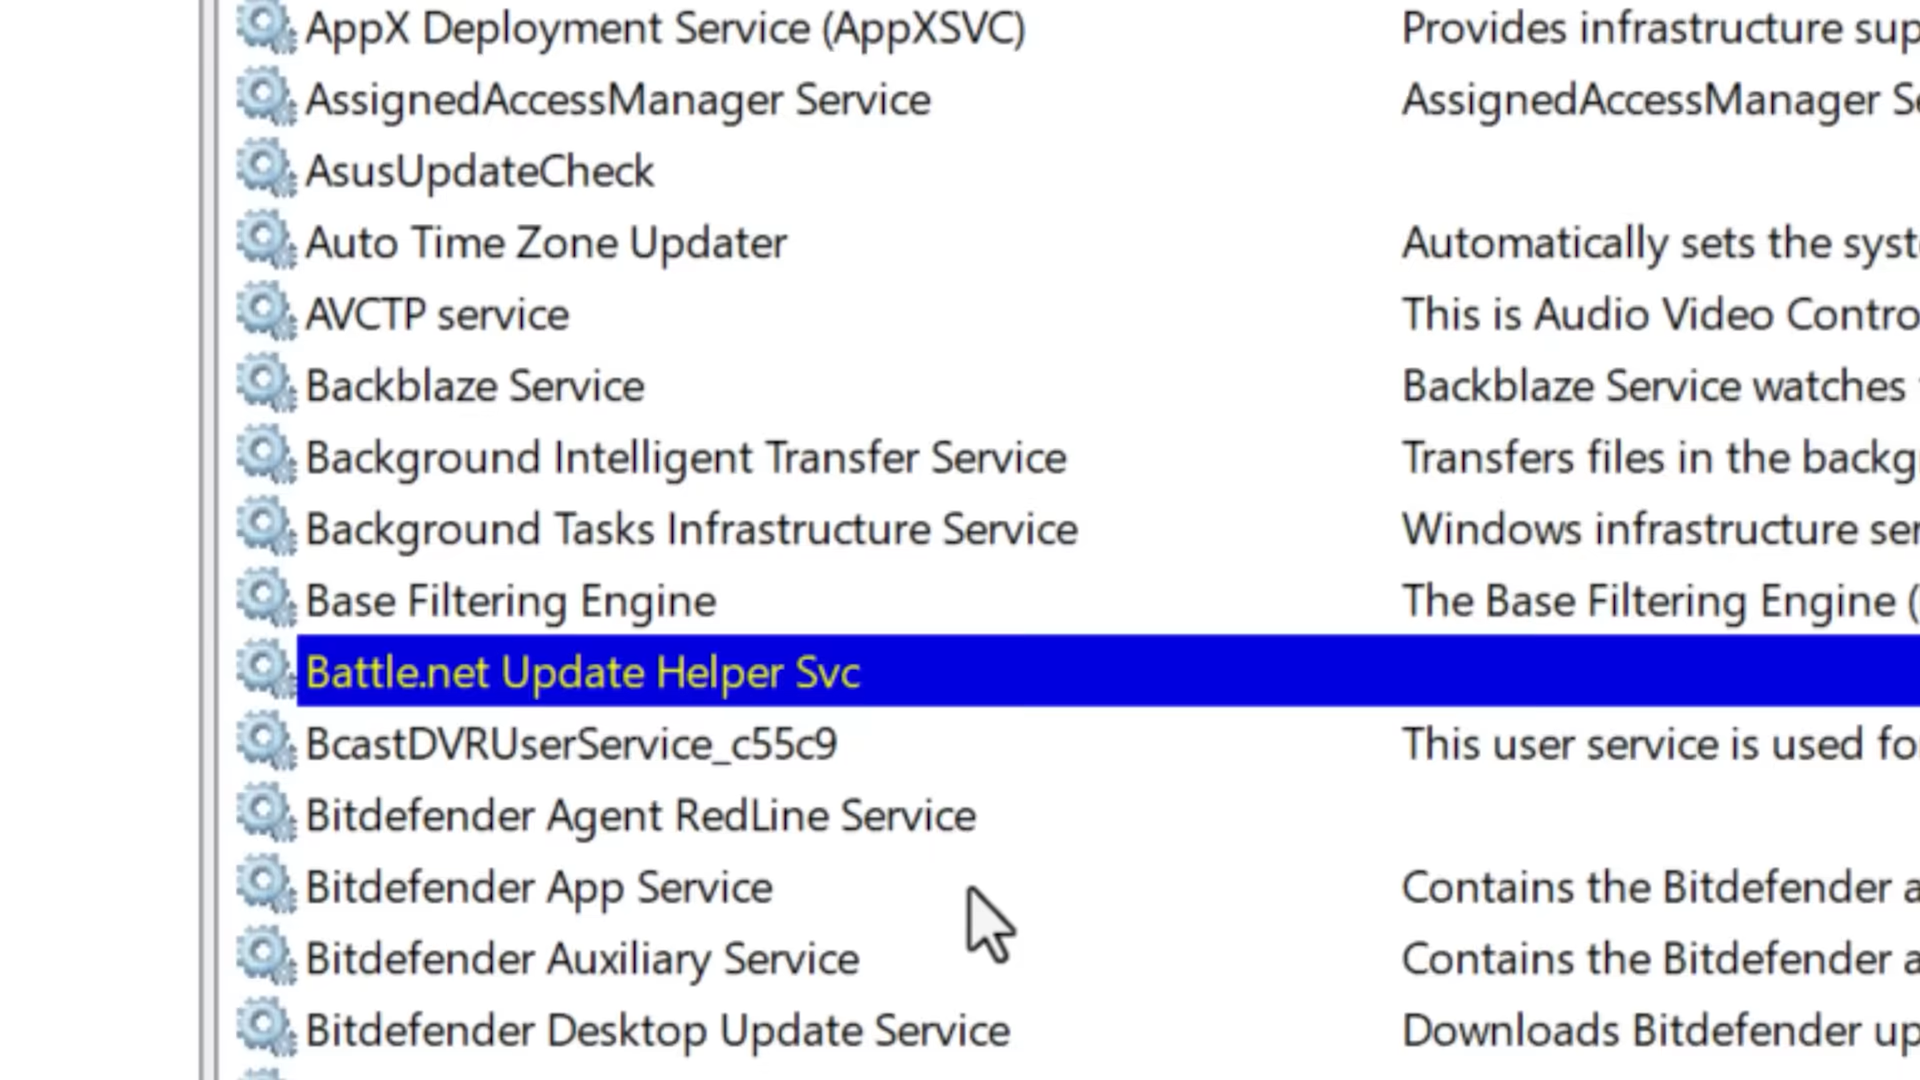 AppX Deployment Service (AppXSVC) Provides infrastructure sup
AssignedAccessManager Service AssignedAccessManager Se
AsusUpdateCheck
Auto Time Zone Updater Automatically sets the syst
AVCTP service This is Audio Video Contro
Backblaze Service Backblaze Service watches
Background Intelligent Transfer Service Transfers files in the backg
Background Tasks Infrastructure Service Windows infrastructure ser
Base Filtering Engine The Base Filtering Engine (
Battle.net Update Helper Svc
BcastDVRUserService_c55c9 This user service is used fo
Bitdefender Agent RedLine Service
Bitdefender App Service Contains the Bitdefender a
Bitdefender Auxiliary Service Contains the Bitdefender a
Bitdefender Desktop Update Service Downloads Bitdefender up